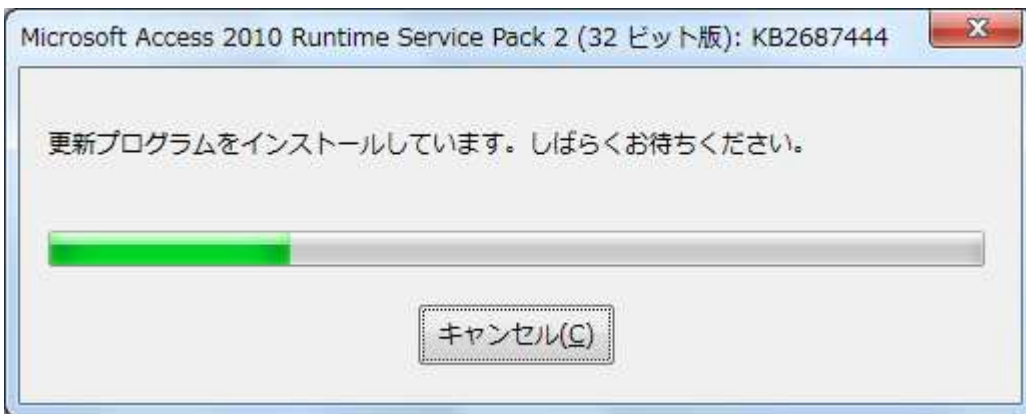 Microsoft Access 2010 Runtime Service Pack 2 (32 ビット版): KB2687444
更新プログラムをインストールしています。しばらくお待ちください。
キャンセル(C)